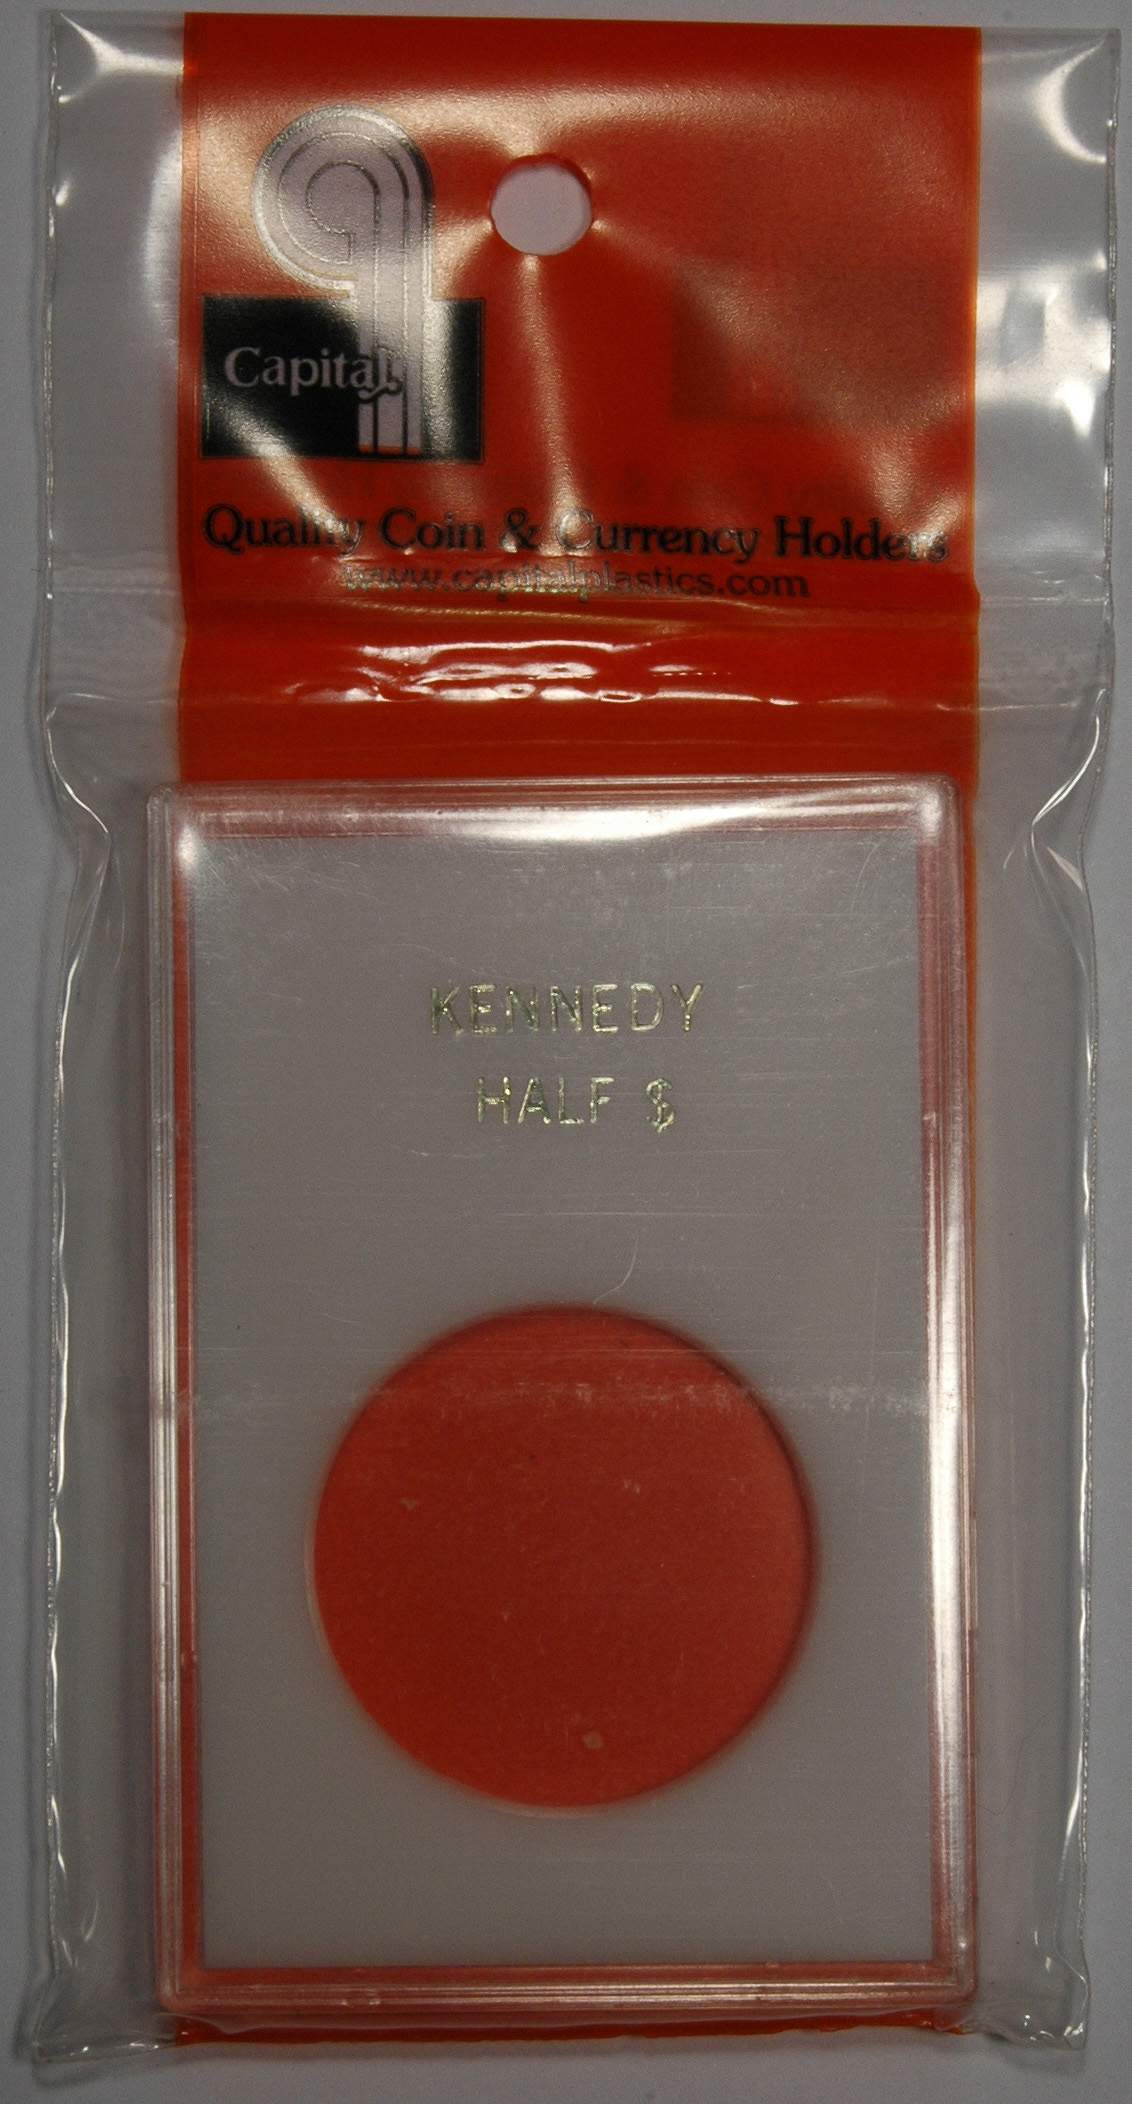 Capital
Quality Coin & Currency Holders
www.capitalplastics.com
KENNEDY
HALF $